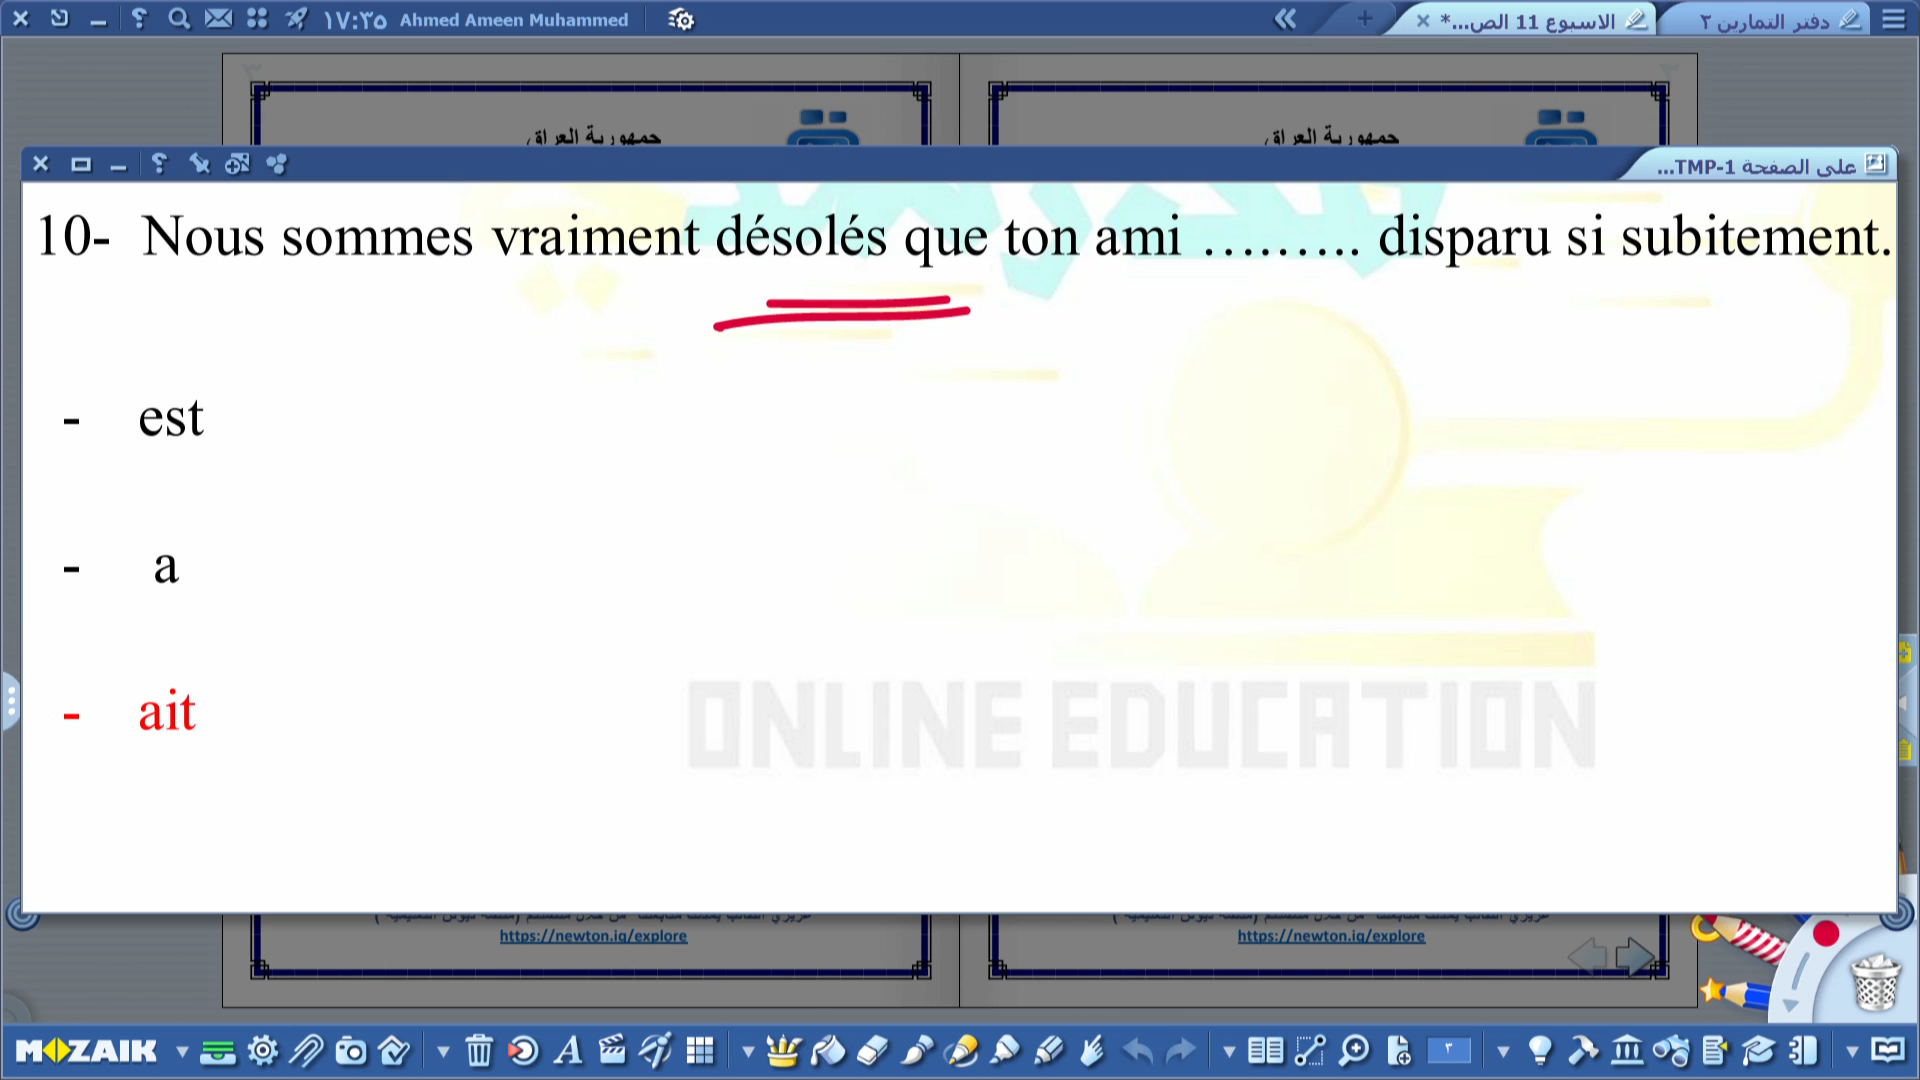 ١٧:٣٥ Ahmed Ameen Muhammed
الاسبوع 11 الص...*
دفتر التمارين ٢
جمهورية العراق
جمهورية العراق
على الصفحة TMP-1...
10- Nous sommes vraiment désolés que ton ami ......... disparu si subitement.
- est
- a
- ait
ONLINE EDUCATION
https://newton.iq/explore
https://newton.iq/explore
MOZAIK
٣